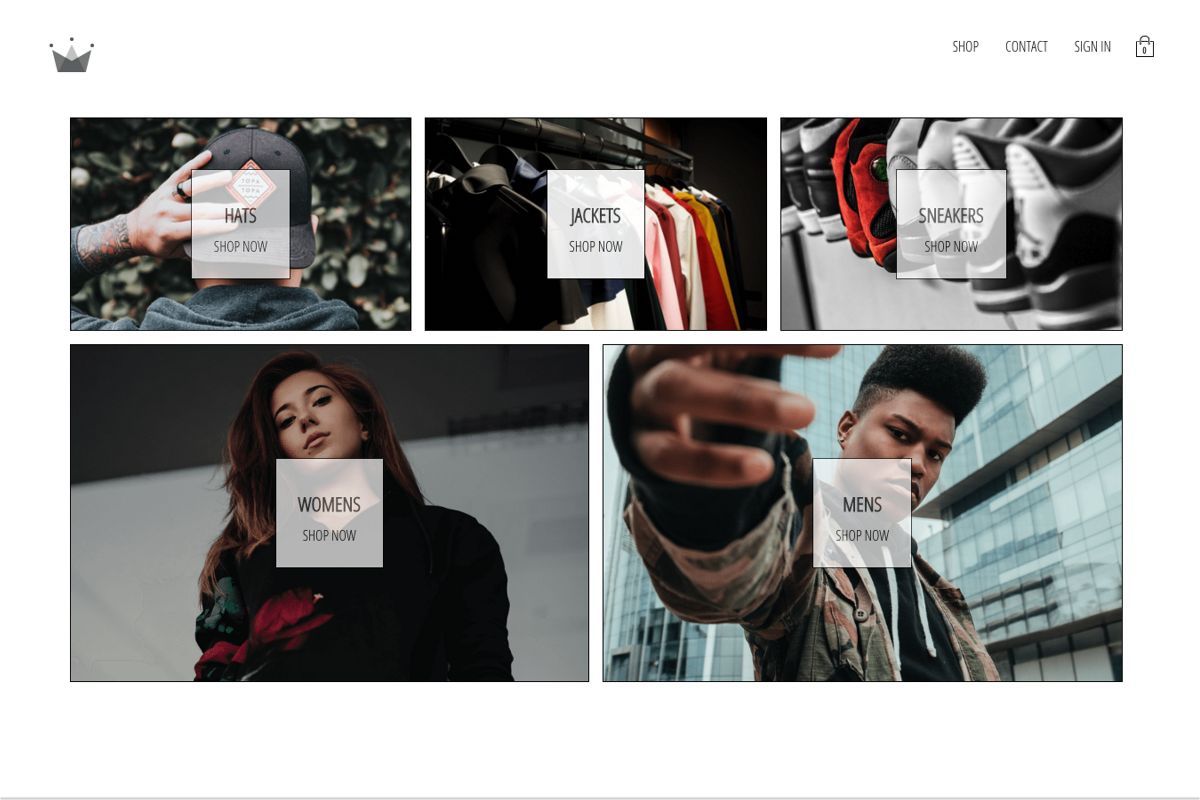 SHOP
CONTACT
SIGN IN
0
TOPA
TOPA
HATS
SHOP NOW
JACKETS
SHOP NOW
SNEAKERS
SHOP NOW
WOMENS
SHOP NOW
MENS
SHOP NOW